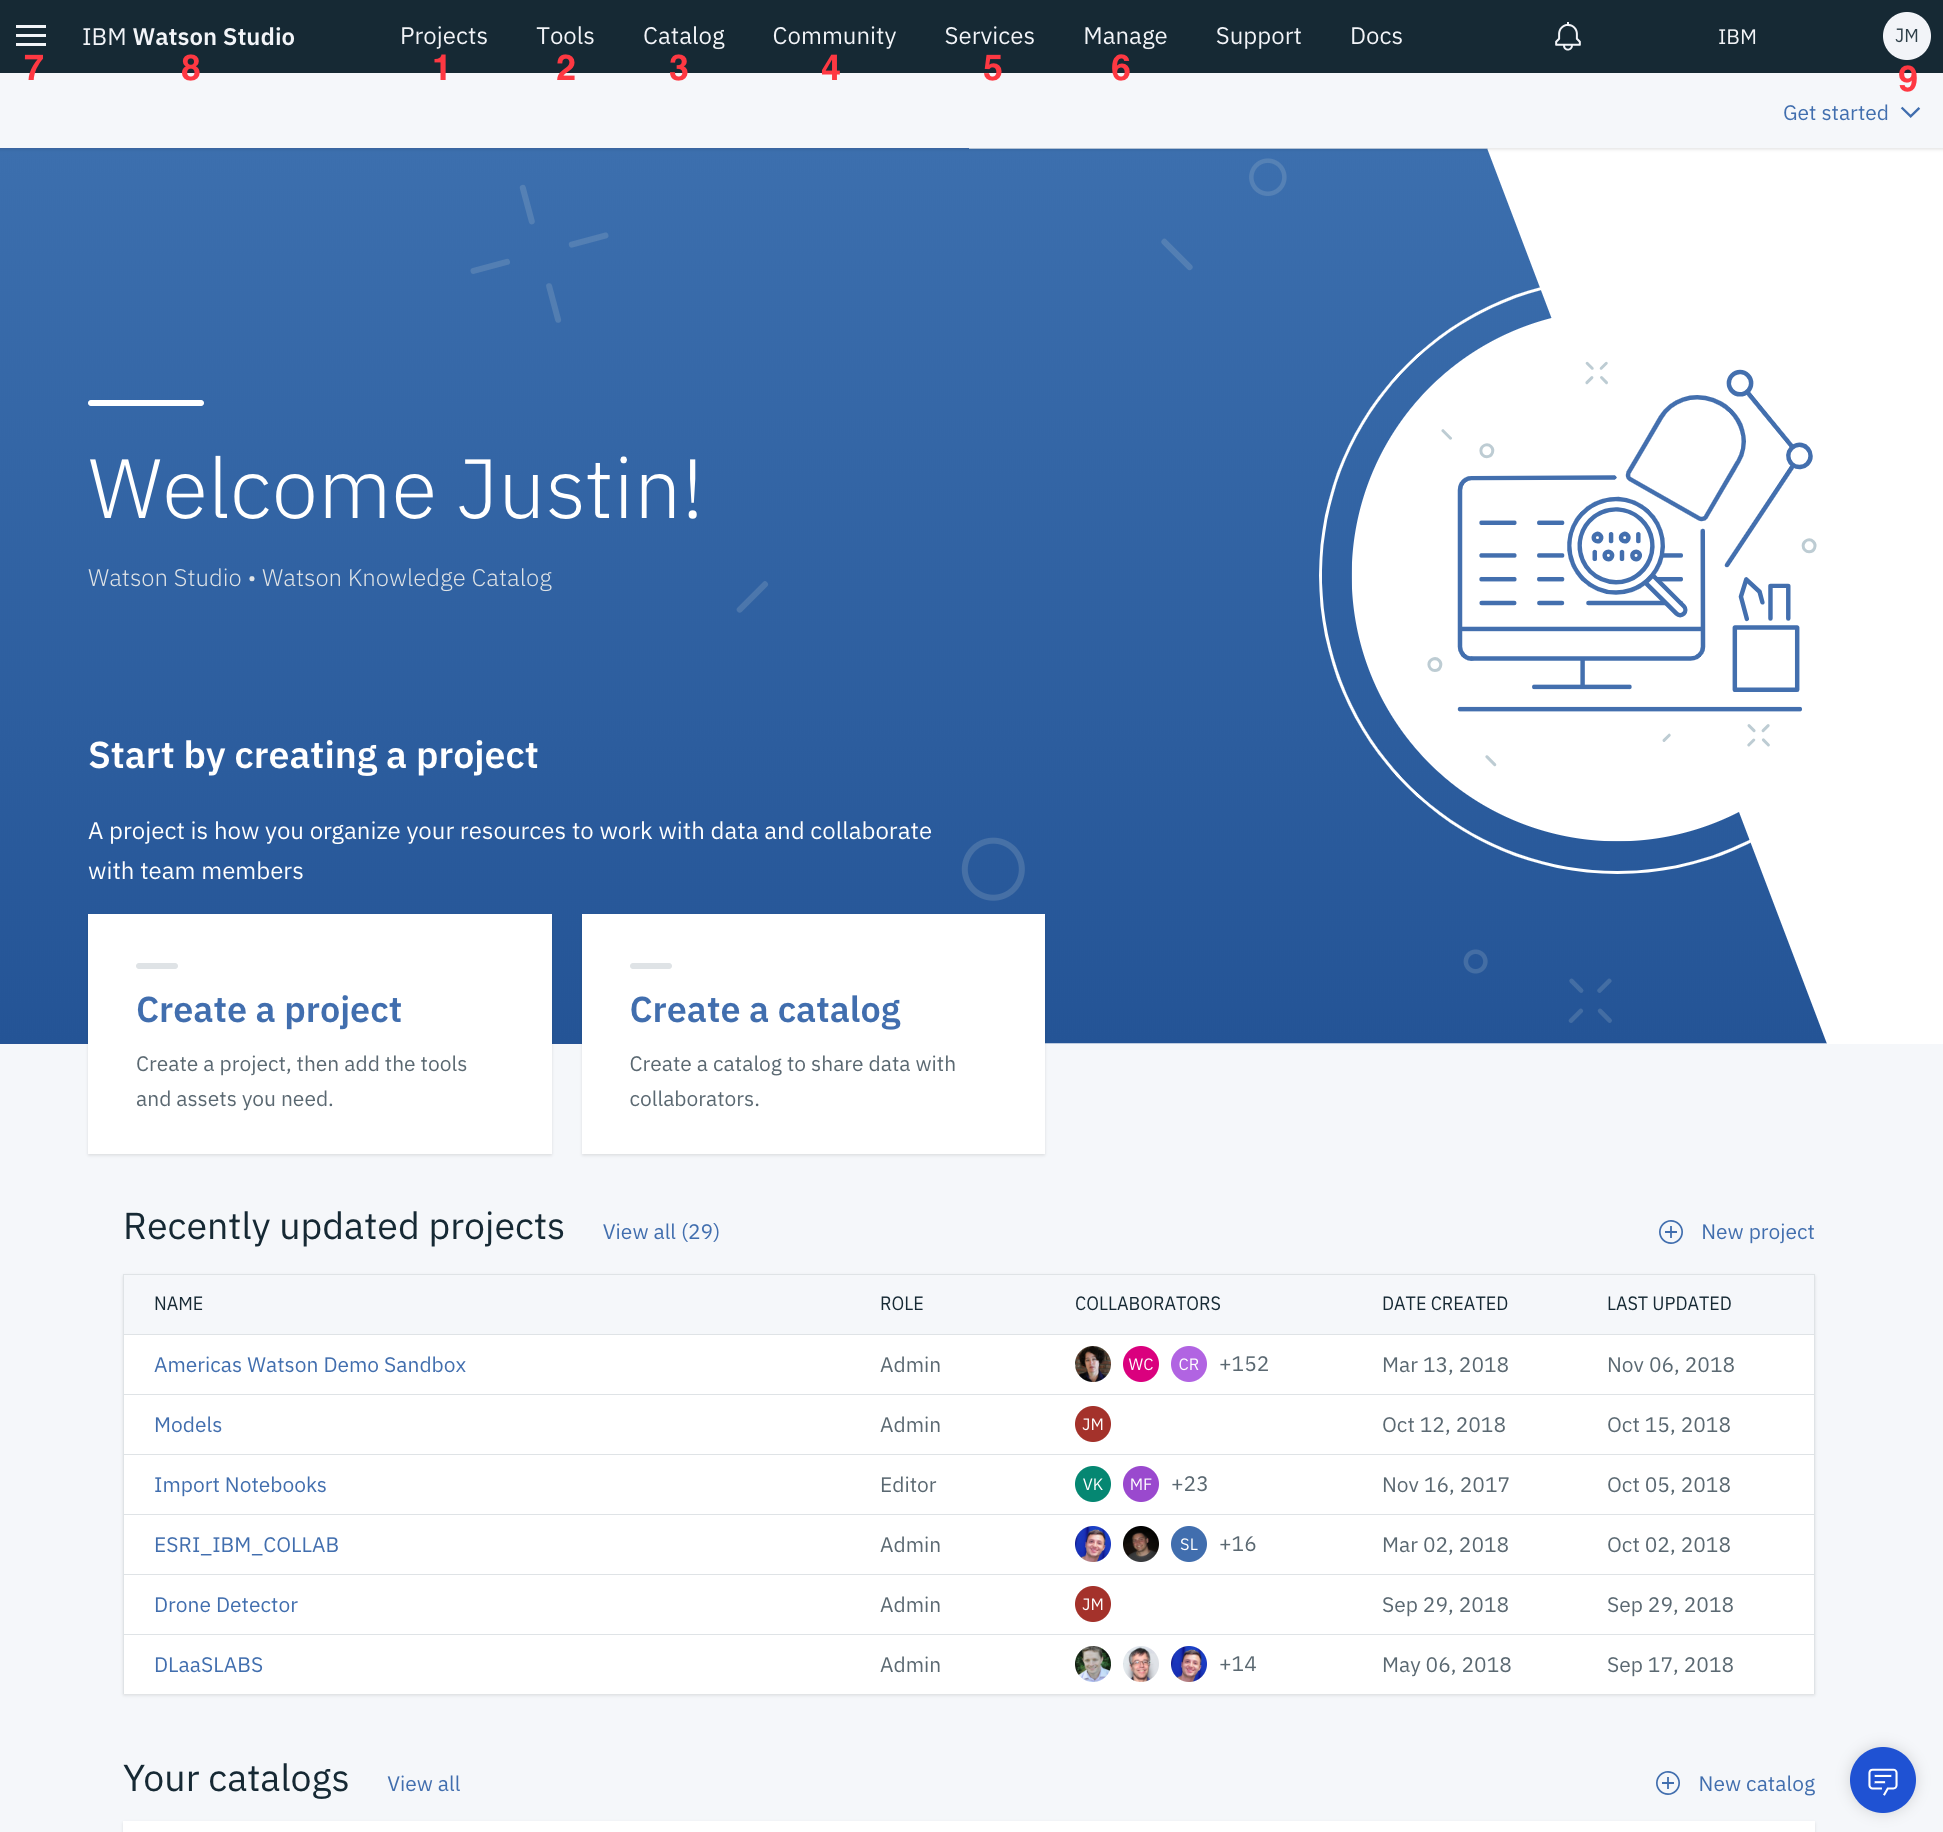 IBM Watson Studio Projects Tools Catalog Community Services Manage Support Docs IBM JM
7 8 1 2 3 4 5 6 9
Get started
Welcome Justin!
Watson Studio • Watson Knowledge Catalog
Start by creating a project
A project is how you organize your resources to work with data and collaborate
with team members
Create a project
Create a project, then add the tools
and assets you need.
Create a catalog
Create a catalog to share data with
collaborators.
Recently updated projects View all (29) New project
NAME ROLE COLLABORATORS DATE CREATED LAST UPDATED
Americas Watson Demo Sandbox Admin WC CR +152 Mar 13, 2018 Nov 06, 2018
Models Admin JM Oct 12, 2018 Oct 15, 2018
Import Notebooks Editor VK MF +23 Nov 16, 2017 Oct 05, 2018
ESRI_IBM_COLLAB Admin SL +16 Mar 02, 2018 Oct 02, 2018
Drone Detector Admin JM Sep 29, 2018 Sep 29, 2018
DLaaSLABS Admin +14 May 06, 2018 Sep 17, 2018
Your catalogs View all New catalog